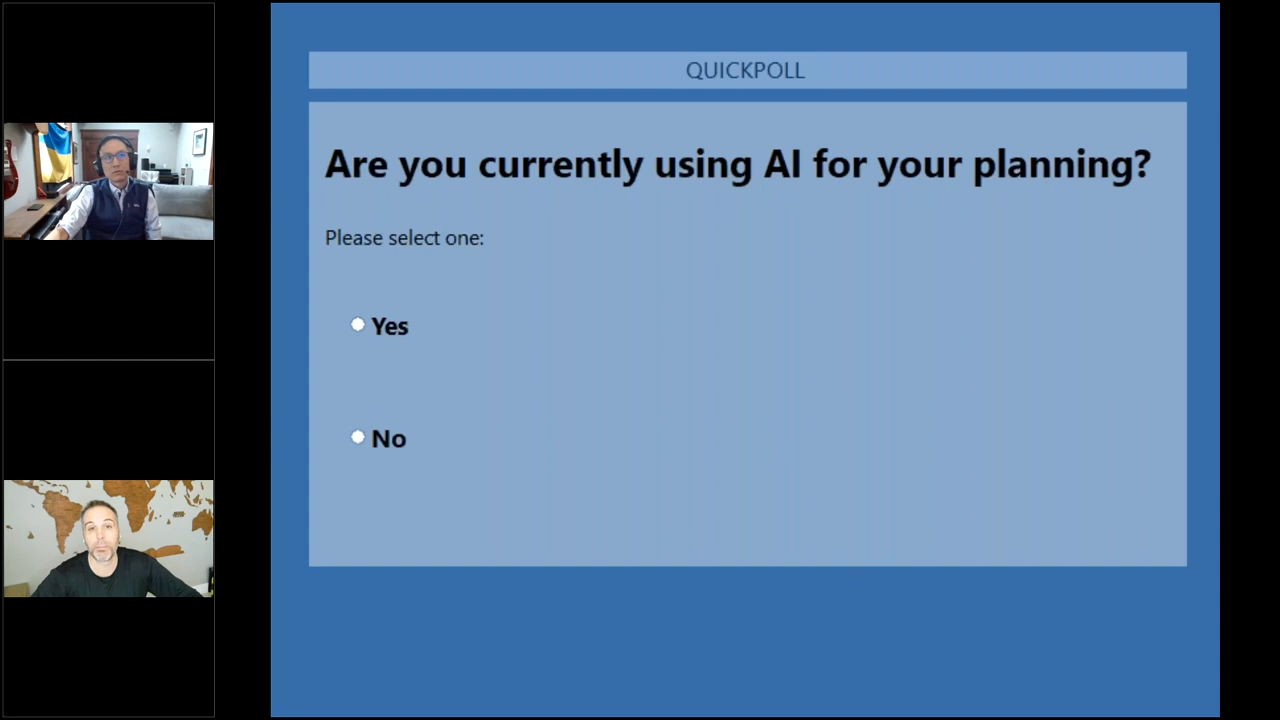 QUICKPOLL
Are you currently using AI for your planning?
Please select one:
Yes
No